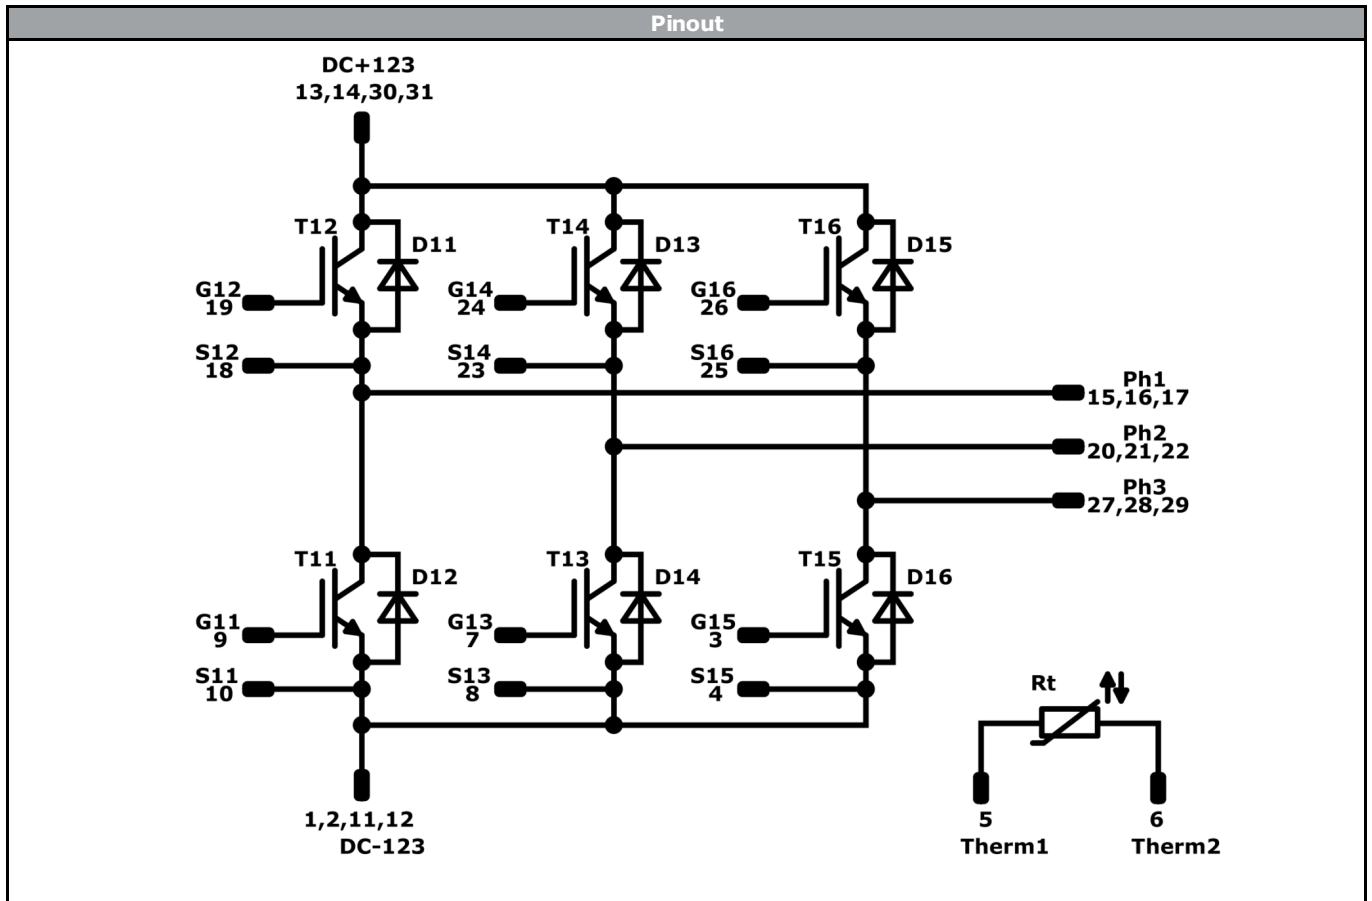 Pinout
DC+123
13,14,30,31
T12
D11
T14
D13
T16
D15
G12
19
G14
24
G16
26
S12
18
S14
23
S16
25
Ph1
15,16,17
Ph2
20,21,22
Ph3
27,28,29
T11
D12
T13
D14
T15
D16
G11
9
G13
7
G15
3
S11
10
S13
8
S15
4
Rt
1,2,11,12
DC-123
5
Therm1
6
Therm2